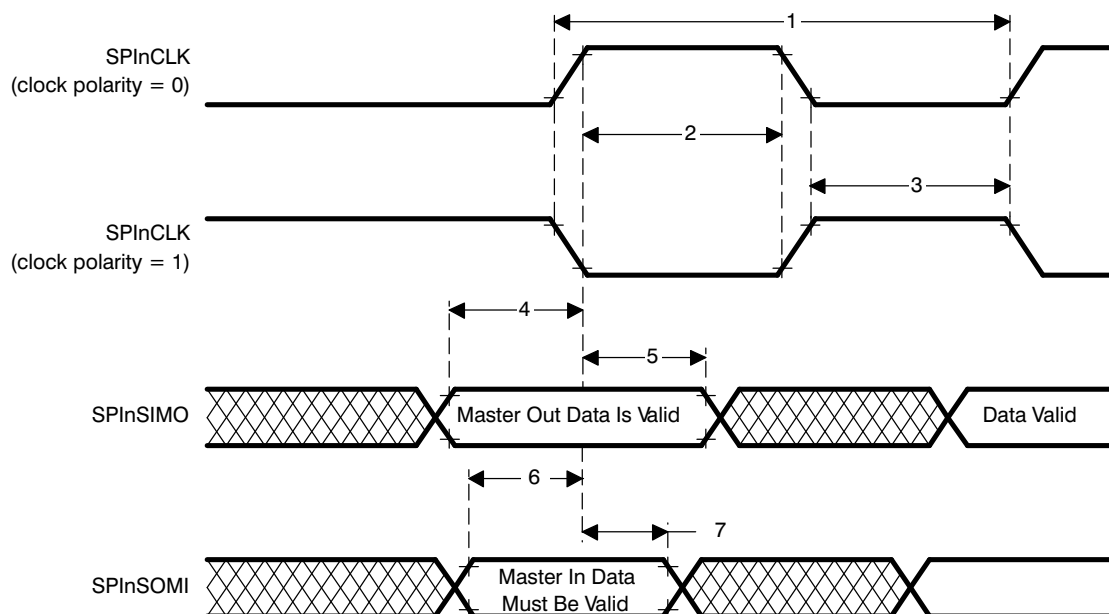 1
SPInCLK
(clock polarity = 0)
2
3
SPInCLK
(clock polarity = 1)
4
5
SPInSIMO
Master Out Data Is Valid
Data Valid
6
7
SPInSOMI
Master In Data
Must Be Valid